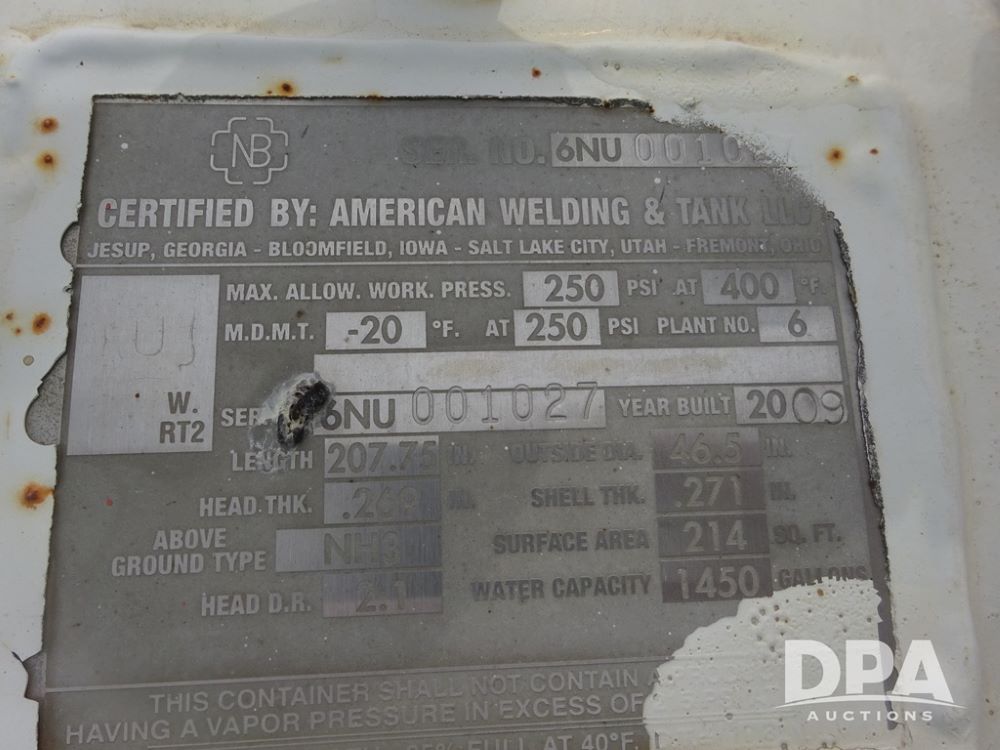 NB
SER. NO. 6NU 001027
CERTIFIED BY: AMERICAN WELDING & TANK LLC
JESUP, GEORGIA - BLOOMFIELD, IOWA - SALT LAKE CITY, UTAH - FREMONT, OHIO
MAX. ALLOW. WORK. PRESS. 250 PSI AT 400 °F.
M.D.M.T. -20 °F. AT 250 PSI PLANT NO. 6
W.
RT2
SER 6NU 001027 YEAR BUILT 2009
LENGTH 207.75 IN. OUTSIDE DIA. 46.5 IN.
HEAD THK. .269 IN. SHELL THK. .271 IN.
ABOVE
GROUND TYPE NH3 SURFACE AREA 214 SQ. FT.
HEAD D.R. 2.1 WATER CAPACITY 1450 GALLONS
THIS CONTAINER SHALL NOT CONTAIN A
HAVING A VAPOR PRESSURE IN EXCESS OF
85% FULL AT 40°F.
DPA
AUCTIONS